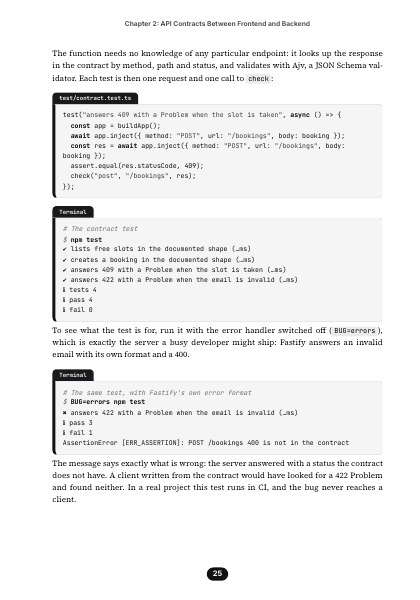 Chapter 2: API Contracts Between Frontend and Backend
The function needs no knowledge of any particular endpoint: it looks up the response
in the contract by method, path and status, and validates with Ajv, a JSON Schema val-
idator. Each test is then one request and one call to check:
test/contract.test.ts
test("answers 409 with a Problem when the slot is taken", async () => {
const app = buildApp();
await app.inject({ method: "POST", url: "/bookings", body: booking });
const res = await app.inject({ method: "POST", url: "/bookings", body:
booking });
assert.equal(res.statusCode, 409);
check("post", "/bookings", res);
});
Terminal
# The contract test
$ npm test
✔ lists free slots in the documented shape (…ms)
✔ creates a booking in the documented shape (…ms)
✔ answers 409 with a Problem when the slot is taken (…ms)
✔ answers 422 with a Problem when the email is invalid (…ms)
ℹ tests 4
ℹ pass 4
ℹ fail 0
To see what the test is for, run it with the error handler switched off (BUG=errors),
which is exactly the server a busy developer might ship: Fastify answers an invalid
email with its own format and a 400.
Terminal
# The same test, with Fastify's own error format
$ BUG=errors npm test
✖ answers 422 with a Problem when the email is invalid (…ms)
ℹ pass 3
ℹ fail 1
AssertionError [ERR_ASSERTION]: POST /bookings 400 is not in the contract
The message says exactly what is wrong: the server answered with a status the contract
does not have. A client written from the contract would have looked for a 422 Problem
and found neither. In a real project this test runs in CI, and the bug never reaches a
client.
25